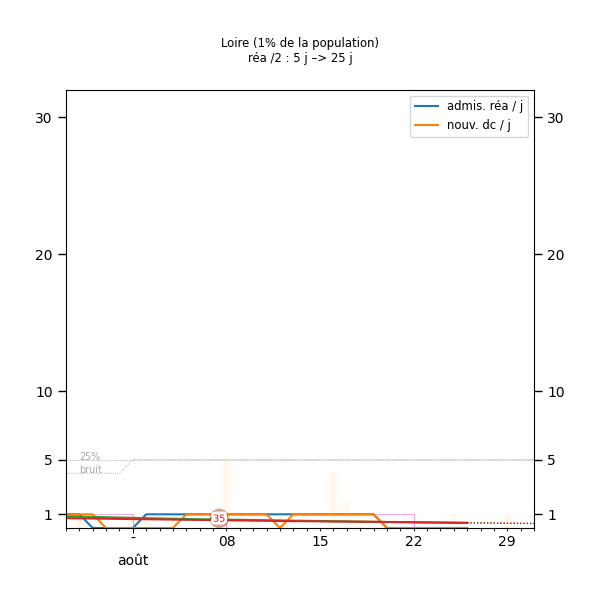 Loire (1% de la population)
réa /2 : 5 j –> 25 j
admis. réa / j
nouv. dc / j
30
30
20
20
10
10
5
5
25%
bruit
1
1
35
-
08
15
22
29
août